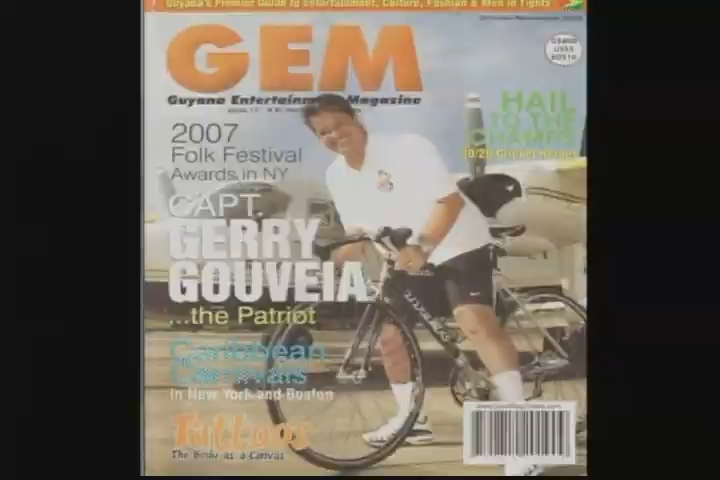 Guyana's Premier Guide to Entertainment, Culture, Fashion & Men in Tights
GEM
Guyana Entertainment Magazine
2007
Folk Festival
Awards in NY
HAIL
TO THE
CHAMPS
CAPT.
GERRY
GOUVEIA
...the Patriot
Caribbean
Carnivals
in New York and Boston
Tattoos
The Body as a Canvas